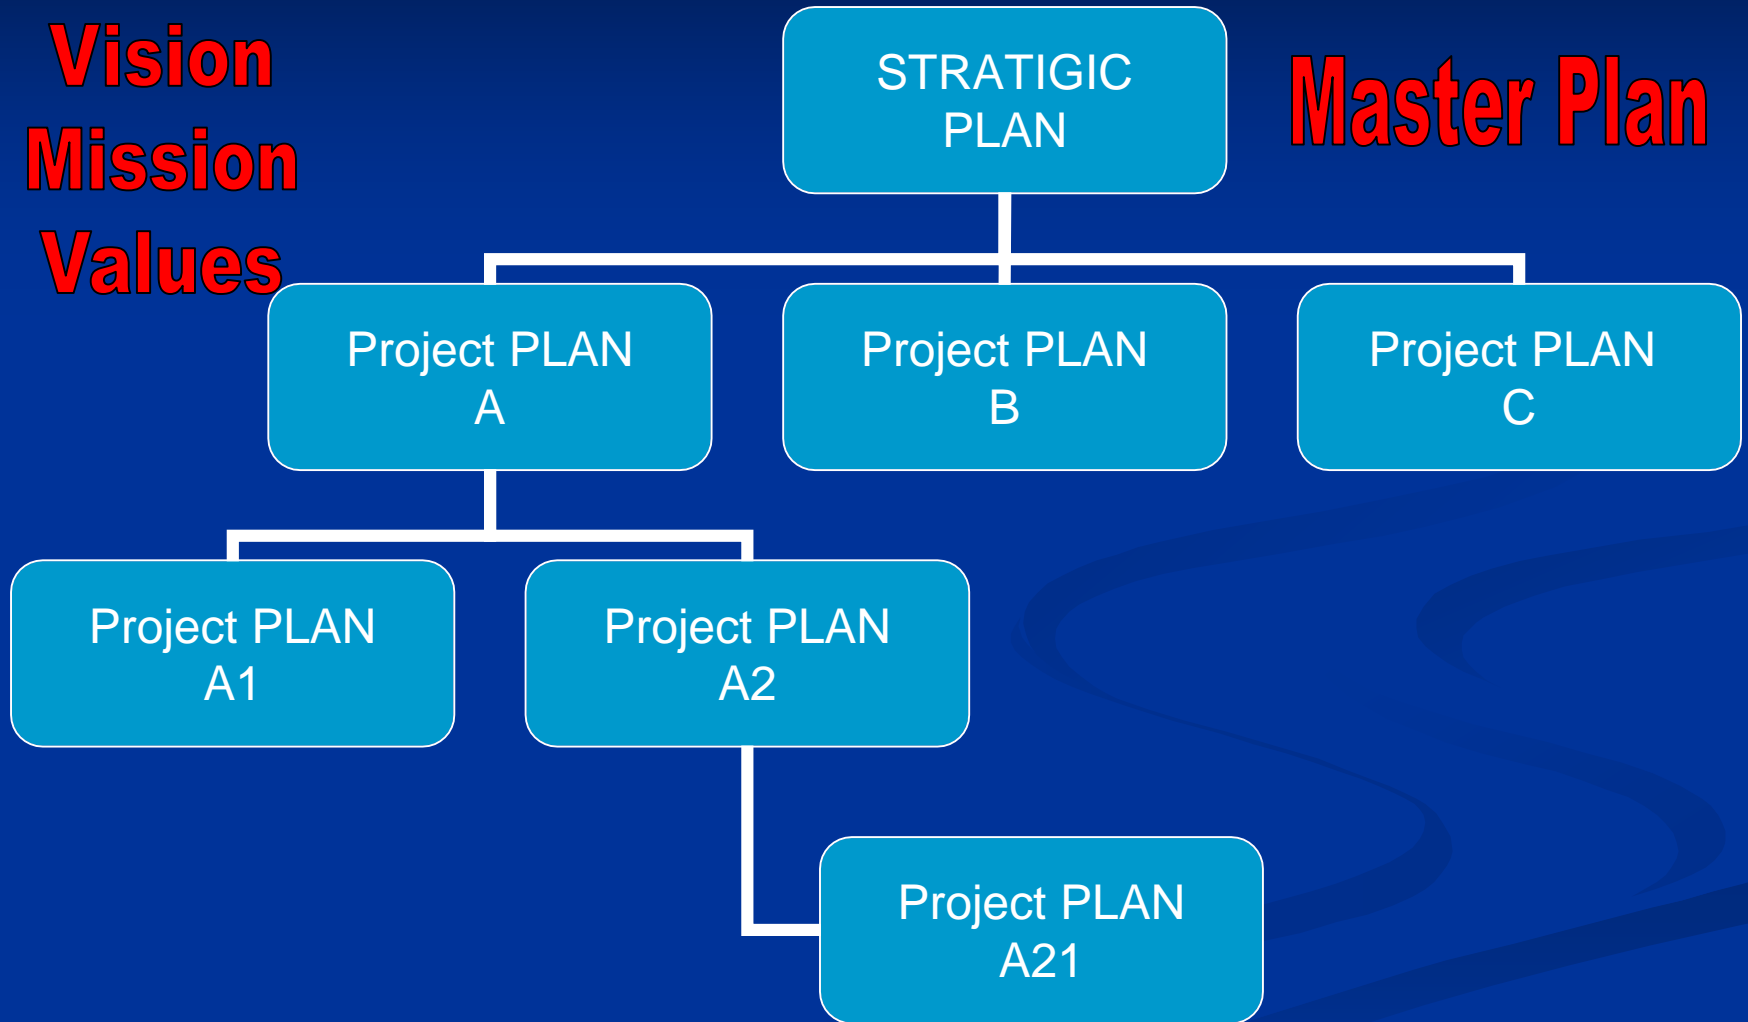 Vision
Mission
Values
STRATIGIC
PLAN
Master Plan
Project PLAN
A
Project PLAN
B
Project PLAN
C
Project PLAN
A1
Project PLAN
A2
Project PLAN
A21